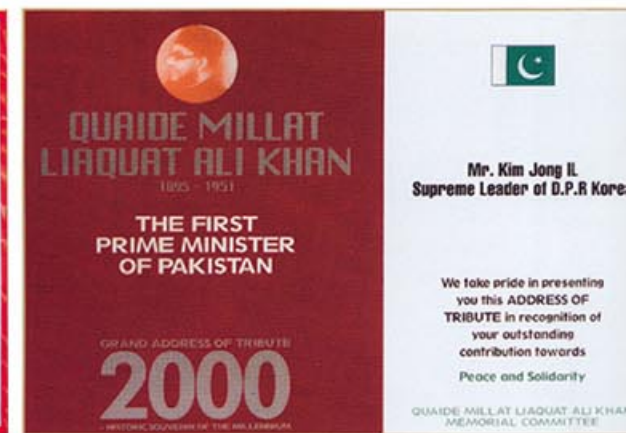 QUAIDE MILLAT
LIAQUAT ALI KHAN
1895 - 1951
THE FIRST
PRIME MINISTER
OF PAKISTAN
GRAND ADDRESS OF TRIBUTE
2000
- HISTORIC SOUVENIR OF THE MILLENNIUM
Mr. Kim Jong IL
Supreme Leader of D.P.R Korea
We take pride in presenting
you this ADDRESS OF
TRIBUTE in recognition of
your outstanding
contribution towards
Peace and Solidarity
QUAIDE MILLAT LIAQUAT ALI KHAN
MEMORIAL COMMITTEE